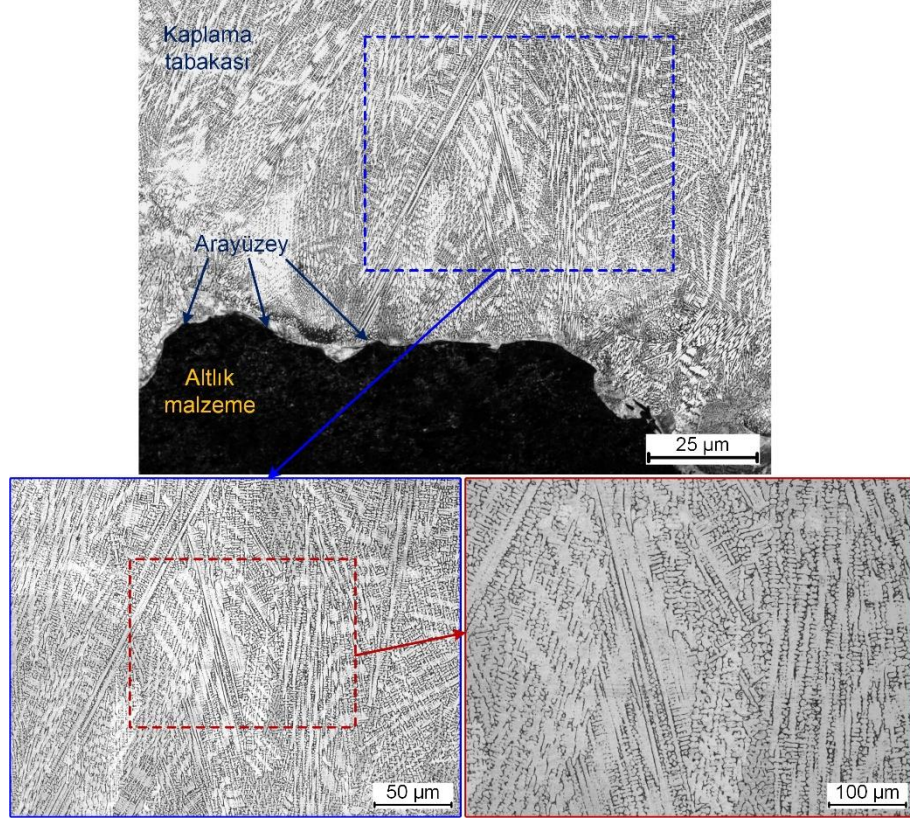 Kaplama
tabakası
Arayüzey
Altlık
malzeme
25 µm
50 µm
100 µm